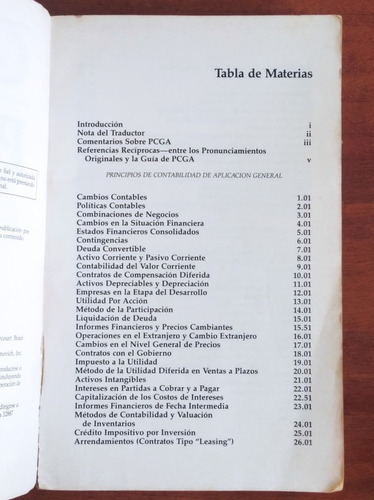 Bali y autorizada
Tabla de Materias
Introducción i
Nota del Traductor ii
Comentarios Sobre PCGA iii
Referencias Reciprocas—entre los Pronunciamientos
Originales y la Guía de PCGA v
PRINCIPIOS DE CONTABILIDAD DE APLICACION GENERAL
Cambios Contables 1.01
Políticas Contables 2.01
Combinaciones de Negocios 3.01
Cambios en la Situación Financiera 4.01
Estados Financieros Consolidados 5.01
Contingencias 6.01
Deuda Convertible 7.01
Activo Corriente y Pasivo Corriente 8.01
Contabilidad del Valor Corriente 9.01
Contratos de Compensación Diferida 10.01
Activos Depreciables y Depreciación 11.01
Empresas en la Etapa del Desarrollo 12.01
Utilidad Por Acción 13.01
Método de la Participación 14.01
Liquidación de Deuda 15.01
Informes Financieros y Precios Cambiantes 15.51
Operaciones en el Extranjero y Cambio Extranjero 16.01
Cambios en el Nivel General de Precios 17.01
Contratos con el Gobierno 18.01
Impuesto a la Utilidad 19.01
Método de la Utilidad Diferida en Ventas a Plazos 20.01
Activos Intangibles 21.01
Intereses en Partidas a Cobrar y a Pagar 22.01
Capitalización de los Costos de Intereses 22.51
Informes Financieros de Fecha Intermedia 23.01
Métodos de Contabilidad y Valuación
de Inventarios 24.01
Crédito Impositivo por Inversión 25.01
Arrendamientos (Contratos Tipo "Leasing") 26.01